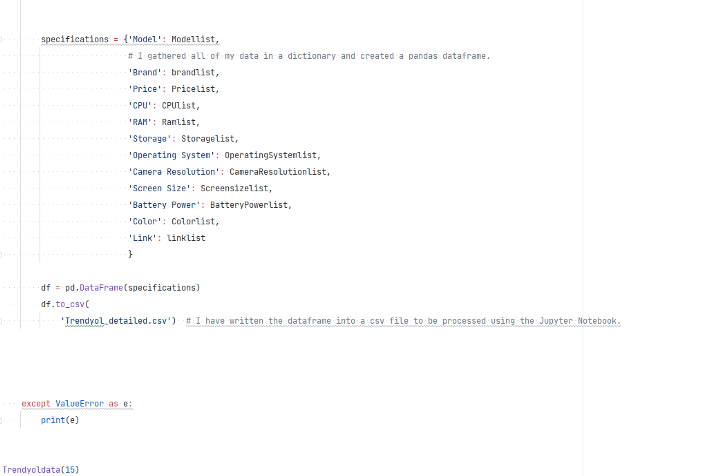 specifications = {'Model': Modellist,
# I gathered all of my data in a dictionary and created a pandas dataframe.
'Brand': brandlist,
'Price': Pricelist,
'CPU': CPUlist,
'RAM': Ramlist,
'Storage': Storagelist,
'Operating System': OperatingSystemlist,
'Camera Resolution': CameraResolutionlist,
'Screen Size': Screensizelist,
'Battery Power': BatteryPowerlist,
'Color': Colorlist,
'Link': linklist
}
df = pd.DataFrame(specifications)
df.to_csv(
'Trendyol_detailed.csv')  # I have written the dataframe into a csv file to be processed using the Jupyter Notebook.
except ValueError as e:
print(e)
Trendyoldata(15)